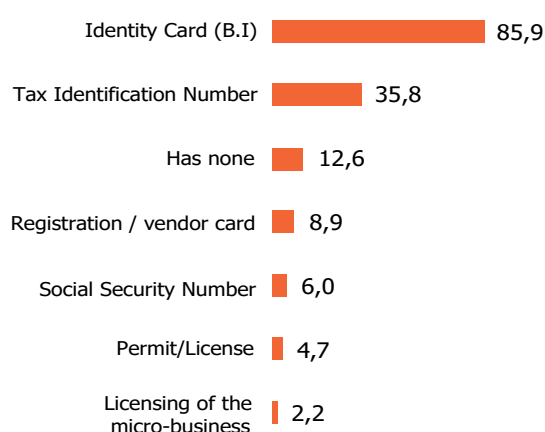 Identity Card (B.I) 85,9
Tax Identification Number 35,8
Has none 12,6
Registration / vendor card 8,9
Social Security Number 6,0
Permit/License 4,7
Licensing of the
micro-business 2,2